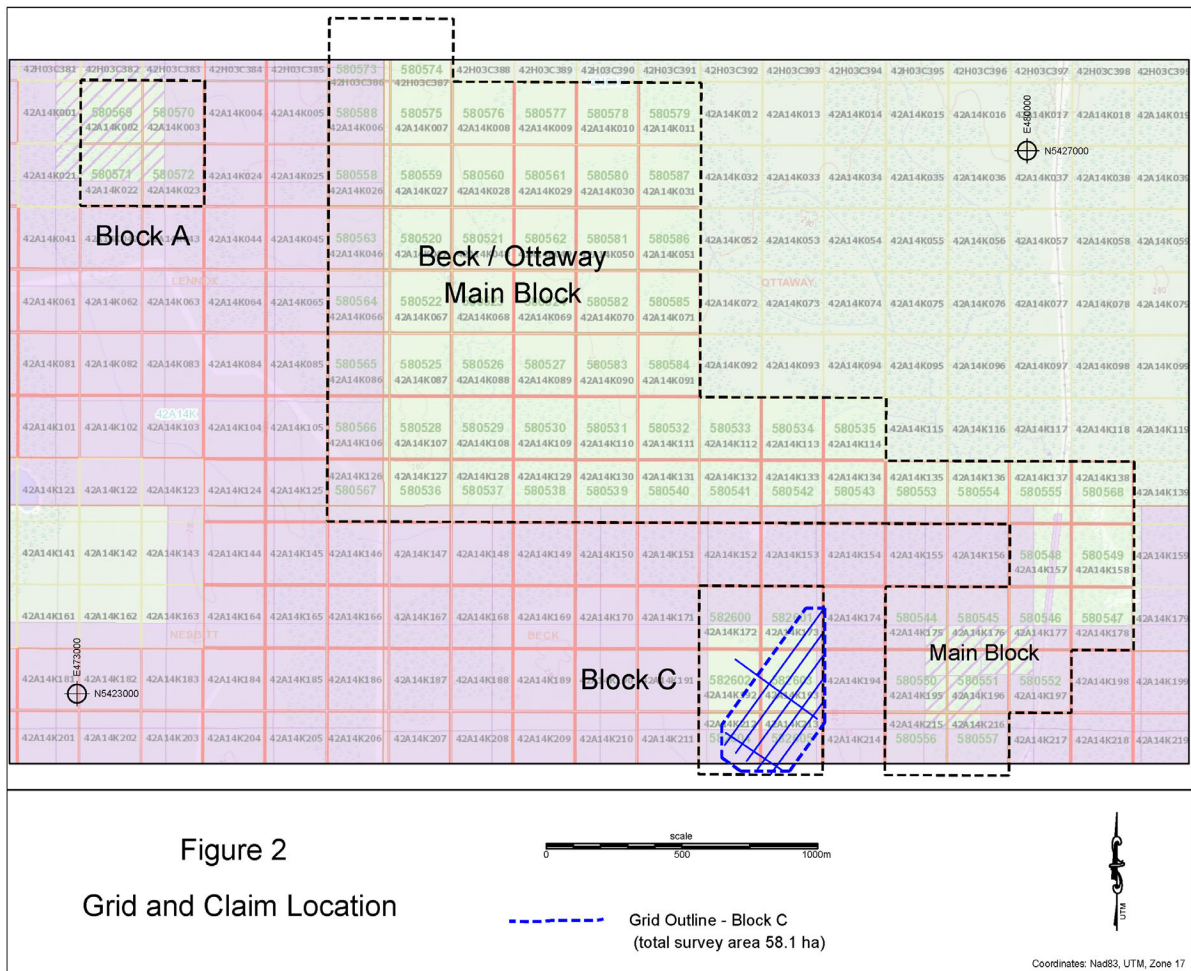 42H03C381 42H03C382 42H03C383 42H03C384 42H03C385 580573 580574 42H03C388 42H03C389 42H03C390 42H03C391 42H03C392 42H03C393 42H03C394 42H03C395 42H03C396 42H03C397 42H03C398 42H03C399
42H03C386 42H03C387
42A14K001 580569 580570 42A14K004 42A14K005 580588 580575 580576 580577 580578 580579 42A14K012 42A14K013 42A14K014 42A14K015 42A14K016 42A14K017 42A14K018 42A14K019
42A14K002 42A14K003 42A14K006 42A14K007 42A14K008 42A14K009 42A14K010 42A14K011
E480000
N5427000
42A14K021 580571 580572 42A14K024 42A14K025 580558 580559 580560 580561 580580 580587 42A14K032 42A14K033 42A14K034 42A14K035 42A14K036 42A14K037 42A14K038 42A14K039
42A14K022 42A14K023 42A14K026 42A14K027 42A14K028 42A14K029 42A14K030 42A14K031
Block A
42A14K041 42A14K044 42A14K045 580563 580520 580521 580562 580581 580586 42A14K052 42A14K053 42A14K054 42A14K055 42A14K056 42A14K057 42A14K058 42A14K059
42A14K046 42A14K050 42A14K051
Beck / Ottaway
Main Block
LENNOX OTTAWAY
42A14K061 42A14K062 42A14K063 42A14K064 42A14K065 580564 580522 580582 580585 42A14K072 42A14K073 42A14K074 42A14K075 42A14K076 42A14K077 42A14K078 42A14K079
42A14K066 42A14K067 42A14K068 42A14K069 42A14K070 42A14K071
42A14K081 42A14K082 42A14K083 42A14K084 42A14K085 580565 580525 580526 580527 580583 580584 42A14K092 42A14K093 42A14K094 42A14K095 42A14K096 42A14K097 42A14K098 42A14K099
42A14K086 42A14K087 42A14K088 42A14K089 42A14K090 42A14K091
42A14K
42A14K101 42A14K102 42A14K103 42A14K104 42A14K105 580566 580528 580529 580530 580531 580532 580533 580534 580535 42A14K115 42A14K116 42A14K117 42A14K118 42A14K119
42A14K106 42A14K107 42A14K108 42A14K109 42A14K110 42A14K111 42A14K112 42A14K113 42A14K114
42A14K126 42A14K127 42A14K128 42A14K129 42A14K130 42A14K131 42A14K132 42A14K133 42A14K134 42A14K135 42A14K136 42A14K137 42A14K138
42A14K121 42A14K122 42A14K123 42A14K124 42A14K125 580567 580536 580537 580538 580539 580540 580541 580542 580543 580553 580554 580555 580568 42A14K139
42A14K141 42A14K142 42A14K143 42A14K144 42A14K145 42A14K146 42A14K147 42A14K148 42A14K149 42A14K150 42A14K151 42A14K152 42A14K153 42A14K154 42A14K155 42A14K156 580548 580549 42A14K159
42A14K157 42A14K158
42A14K161 42A14K162 42A14K163 42A14K164 42A14K165 42A14K166 42A14K167 42A14K168 42A14K169 42A14K170 42A14K171 582600 42A14K174 580544 580545 580546 580547 42A14K179
42A14K172 42A14K173 42A14K175 42A14K176 42A14K177 42A14K178
NESBITT BECK
Main Block
E473000
N5423000
Block C
42A14K182 42A14K183 42A14K184 42A14K185 42A14K186 42A14K187 42A14K188 42A14K189 582602 582603 42A14K194 580550 580551 580552 42A14K198 42A14K199
42A14K192 42A14K193 42A14K195 42A14K196 42A14K197
42A14K212 42A14K213 42A14K215 42A14K216
42A14K201 42A14K202 42A14K203 42A14K204 42A14K205 42A14K206 42A14K207 42A14K208 42A14K209 42A14K210 42A14K211 42A14K214 580556 580557 42A14K217 42A14K218 42A14K219
Figure 2
Grid and Claim Location
scale
0 500 1000m
Grid Outline - Block C
(total survey area 58.1 ha)
UTM
Coordinates: Nad83, UTM, Zone 17